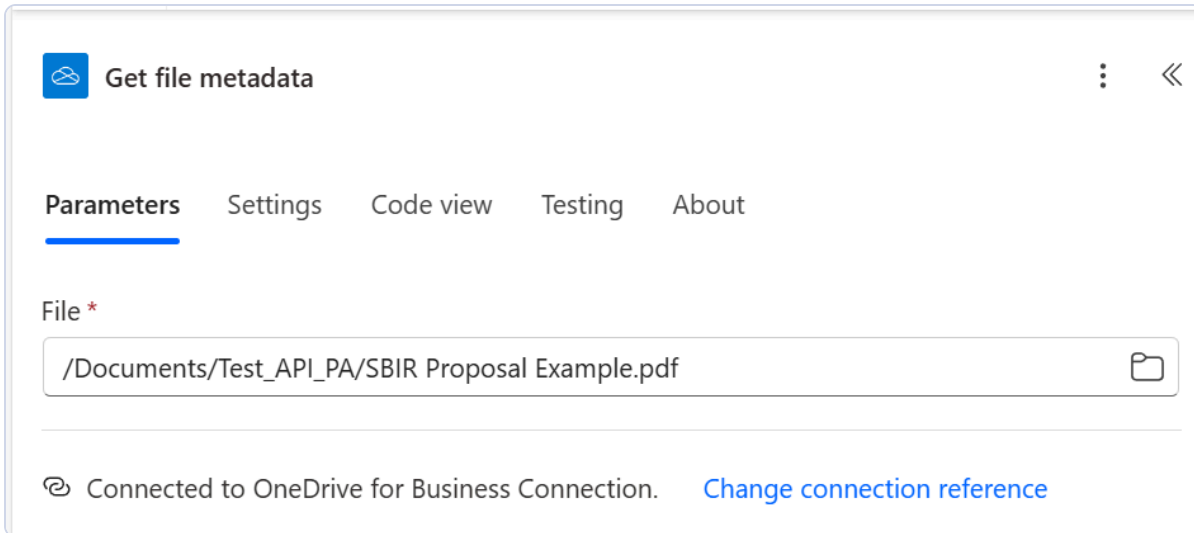 Get file metadata
Parameters Settings Code view Testing About
File *
/Documents/Test_API_PA/SBIR Proposal Example.pdf
Connected to OneDrive for Business Connection. Change connection reference